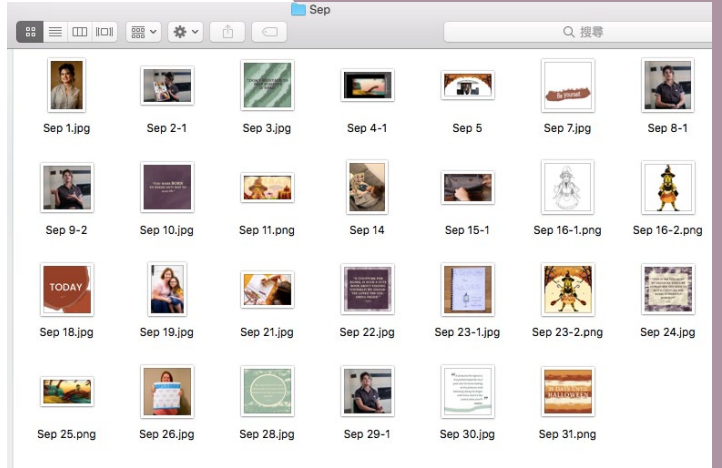 Sep
搜尋
Sep 1.jpg
Sep 2-1
Sep 3.jpg
Sep 4-1
Sep 5
Be Yourself
Sep 7.jpg
Sep 8-1
Sep 9-2
Sep 10.jpg
Sep 11.png
Sep 14
Sep 15-1
Sep 16-1.png
Sep 16-2.png
TODAY
Sep 18.jpg
Sep 19.jpg
Sep 21.jpg
Sep 22.jpg
Sep 23-1.jpg
Sep 23-2.png
Sep 24.jpg
Sep 25.png
Sep 26.jpg
Sep 28.jpg
Sep 29-1
Sep 30.jpg
DAYS UNTIL
HALLOWEEN
Sep 31.png